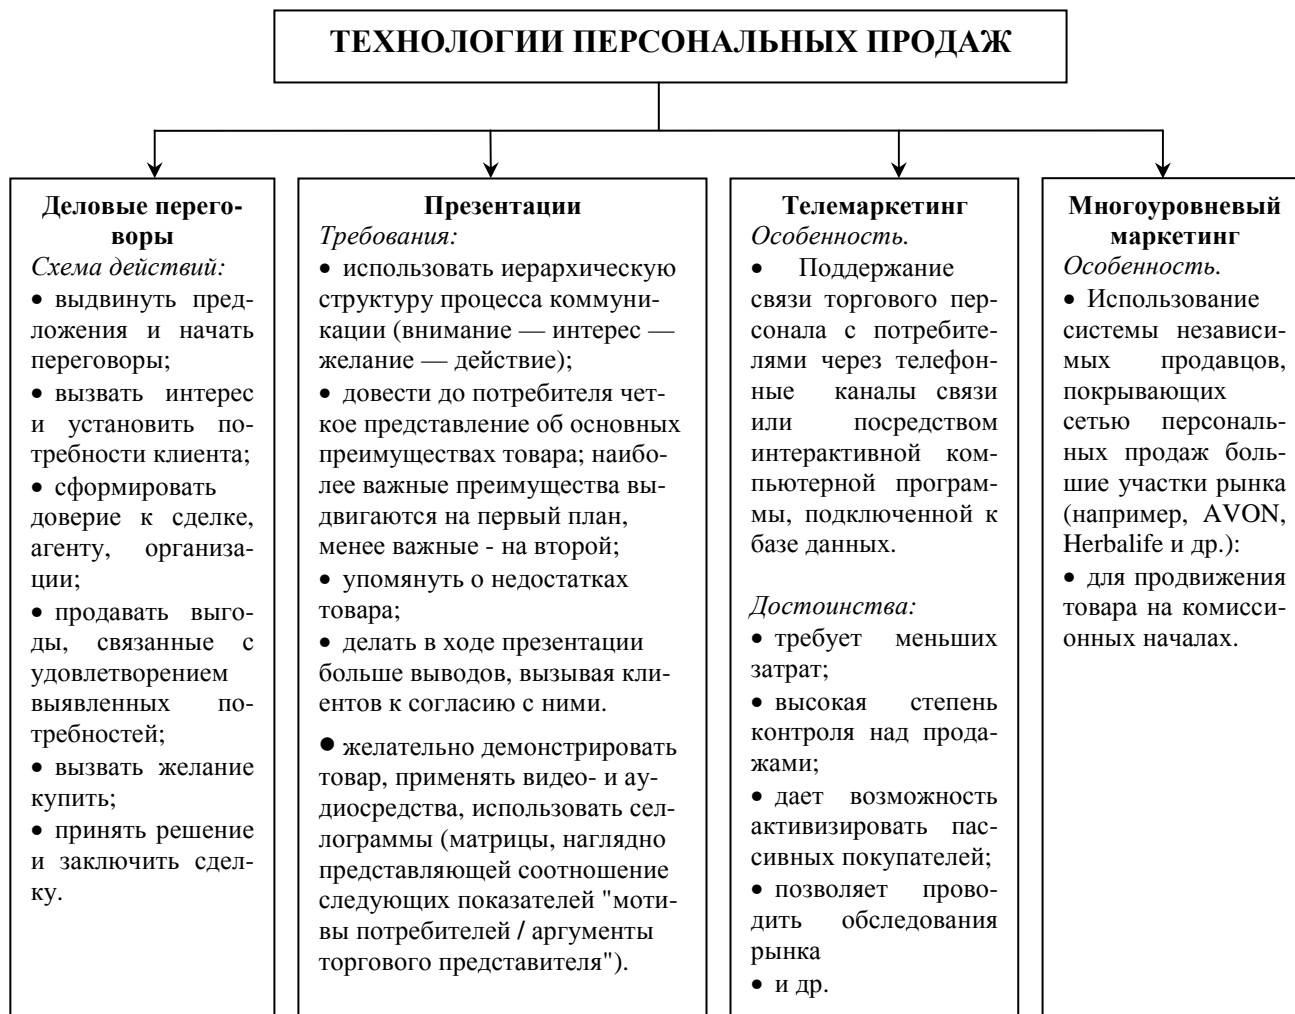 ТЕХНОЛОГИИ ПЕРСОНАЛЬНЫХ ПРОДАЖ
Деловые перего-
воры
Схема действий:
• выдвинуть пред-
ложения и начать
переговоры;
• вызвать интерес
и установить по-
требности клиента;
• сформировать
доверие к сделке,
агенту, организа-
ции;
• продавать выго-
ды, связанные с
удовлетворением
выявленных по-
требностей;
• вызвать желание
купить;
• принять решение
и заключить сдел-
ку.
Презентации
Требования:
• использовать иерархическую
структуру процесса коммуни-
кации (внимание — интерес —
желание — действие);
• довести до потребителя чет-
кое представление об основных
преимуществах товара; наибо-
лее важные преимущества вы-
двигаются на первый план,
менее важные - на второй;
• упомянуть о недостатках
товара;
• делать в ходе презентации
больше выводов, вызывая кли-
ентов к согласию с ними.
• желательно демонстрировать
товар, применять видео- и ау-
диосредства, использовать сел-
лограммы (матрицы, наглядно
представляющей соотношение
следующих показателей "моти-
вы потребителей / аргументы
торгового представителя").
Телемаркетинг
Особенность.
• Поддержание
связи торгового пер-
сонала с потребите-
лями через телефон-
ные каналы связи
или посредством
интерактивной ком-
пьютерной програм-
мы, подключенной к
базе данных.
Достоинства:
• требует меньших
затрат;
• высокая степень
контроля над прода-
жами;
• дает возможность
активизировать пас-
сивных покупателей;
• позволяет прово-
дить обследования
рынка
• и др.
Многоуровневый
маркетинг
Особенность.
• Использование
системы независи-
мых продавцов,
покрывающих
сетью персональ-
ных продаж боль-
шие участки рынка
(например, AVON,
Herbalife и др.):
• для продвижения
товара на комисси-
онных началах.